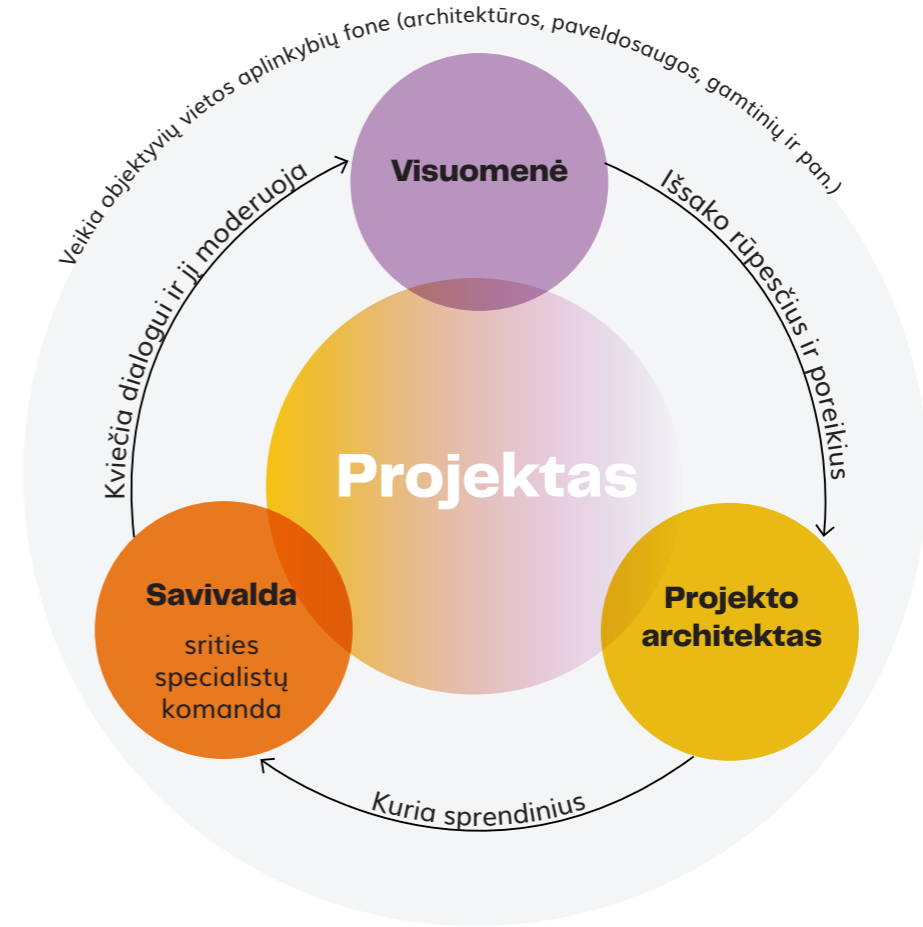 Veikia objektyvių vietos aplinkybių fone (architektūros, paveldosaugos, gamtinių ir pan.)
Visuomenė
Kviečia dialogui ir jį moderuoja
Išsako rūpesčius ir poreikius
Projektas
Savivalda
srities
specialistų
komanda
Projekto
architektas
Kuria sprendinius